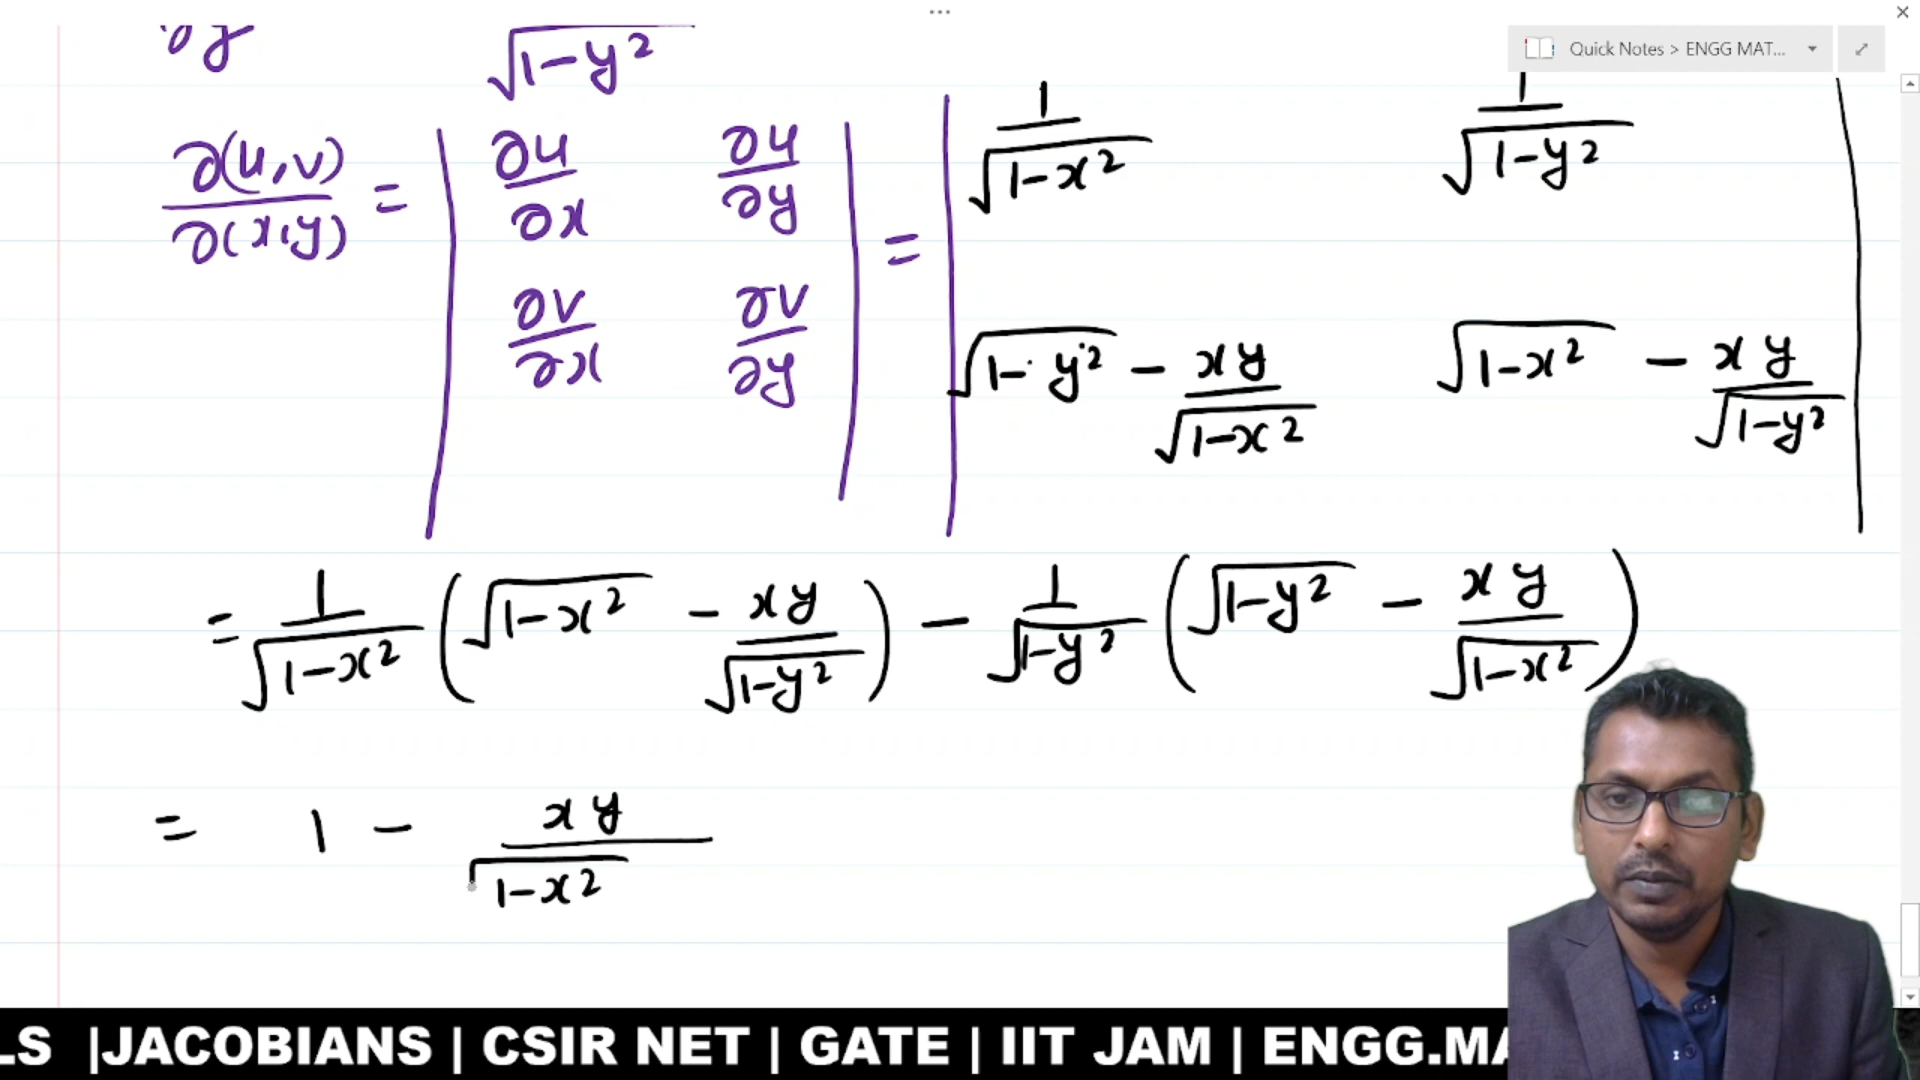 √1-y²
Quick Notes > ENGG MAT...
∂(u,v)/∂(x,y) = | ∂u/∂x ∂u/∂y | = | 1/√1-x² 1/√1-y² |
| ∂v/∂x ∂v/∂y | | √1-y² - xy/√1-x² √1-x² - xy/√1-y² |
= 1/√1-x² (√1-x² - xy/√1-y²) - 1/√1-y² (√1-y² - xy/√1-x²)
= 1 - xy/√1-x²
LS |JACOBIANS | CSIR NET | GATE | IIT JAM | ENGG.MA